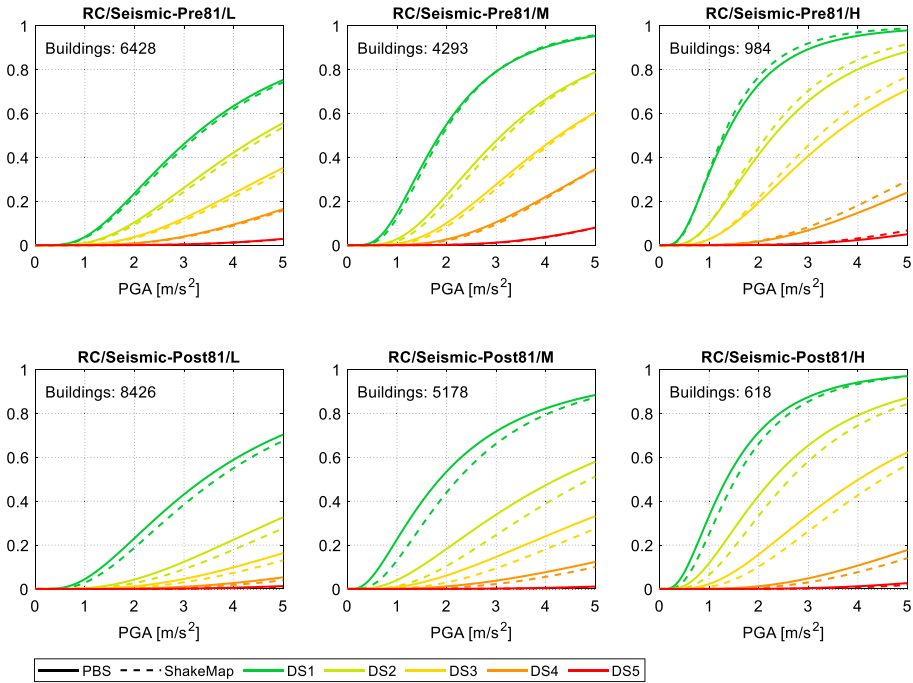 RC/Seismic-Pre81/L
RC/Seismic-Pre81/M
RC/Seismic-Pre81/H
Buildings: 6428
Buildings: 4293
Buildings: 984
1
0.8
0.6
0.4
0.2
0
0 1 2 3 4 5
PGA [m/s²]
1
0.8
0.6
0.4
0.2
0
0 1 2 3 4 5
PGA [m/s²]
1
0.8
0.6
0.4
0.2
0
0 1 2 3 4 5
PGA [m/s²]
RC/Seismic-Post81/L
RC/Seismic-Post81/M
RC/Seismic-Post81/H
Buildings: 8426
Buildings: 5178
Buildings: 618
1
0.8
0.6
0.4
0.2
0
0 1 2 3 4 5
PGA [m/s²]
1
0.8
0.6
0.4
0.2
0
0 1 2 3 4 5
PGA [m/s²]
1
0.8
0.6
0.4
0.2
0
0 1 2 3 4 5
PGA [m/s²]
PBS ShakeMap DS1 DS2 DS3 DS4 DS5